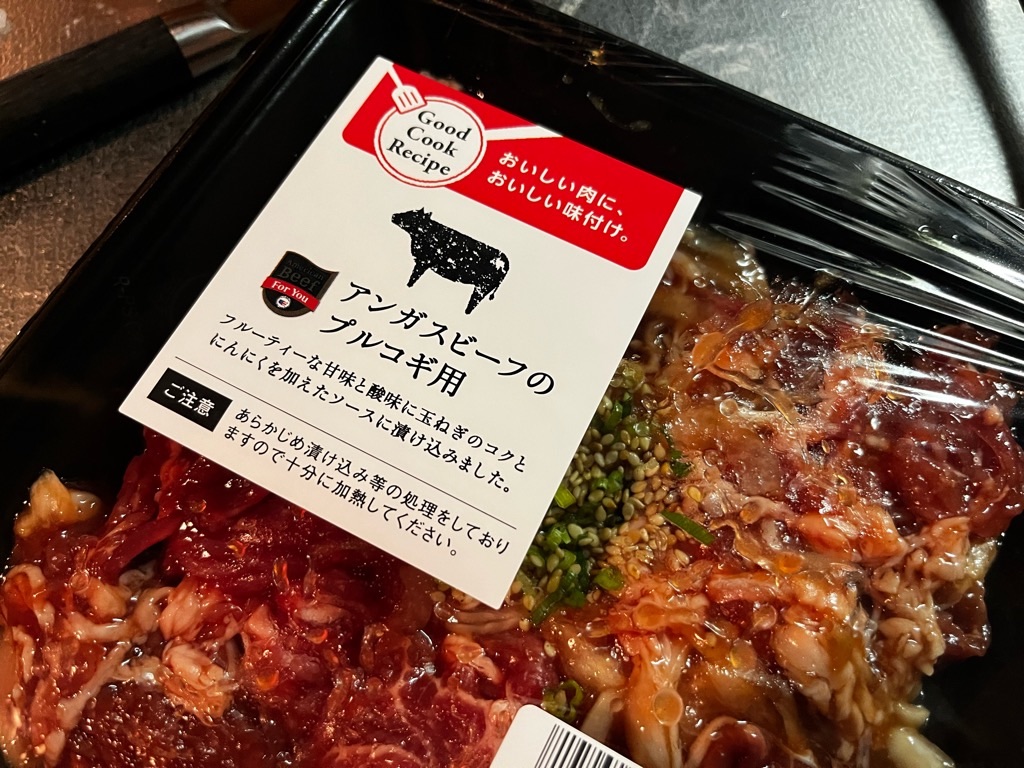 Good
Cook
Recipe
おいしい肉に、
おいしい味付け。
Beef
For You
アンガスビーフの
プルコギ用
フルーティーな甘味と酸味に玉ねぎのコクと
にんにくを加えたソースに漬け込みました。
ご注意
あらかじめ漬け込み等の処理をしており
ますので十分に加熱してください。